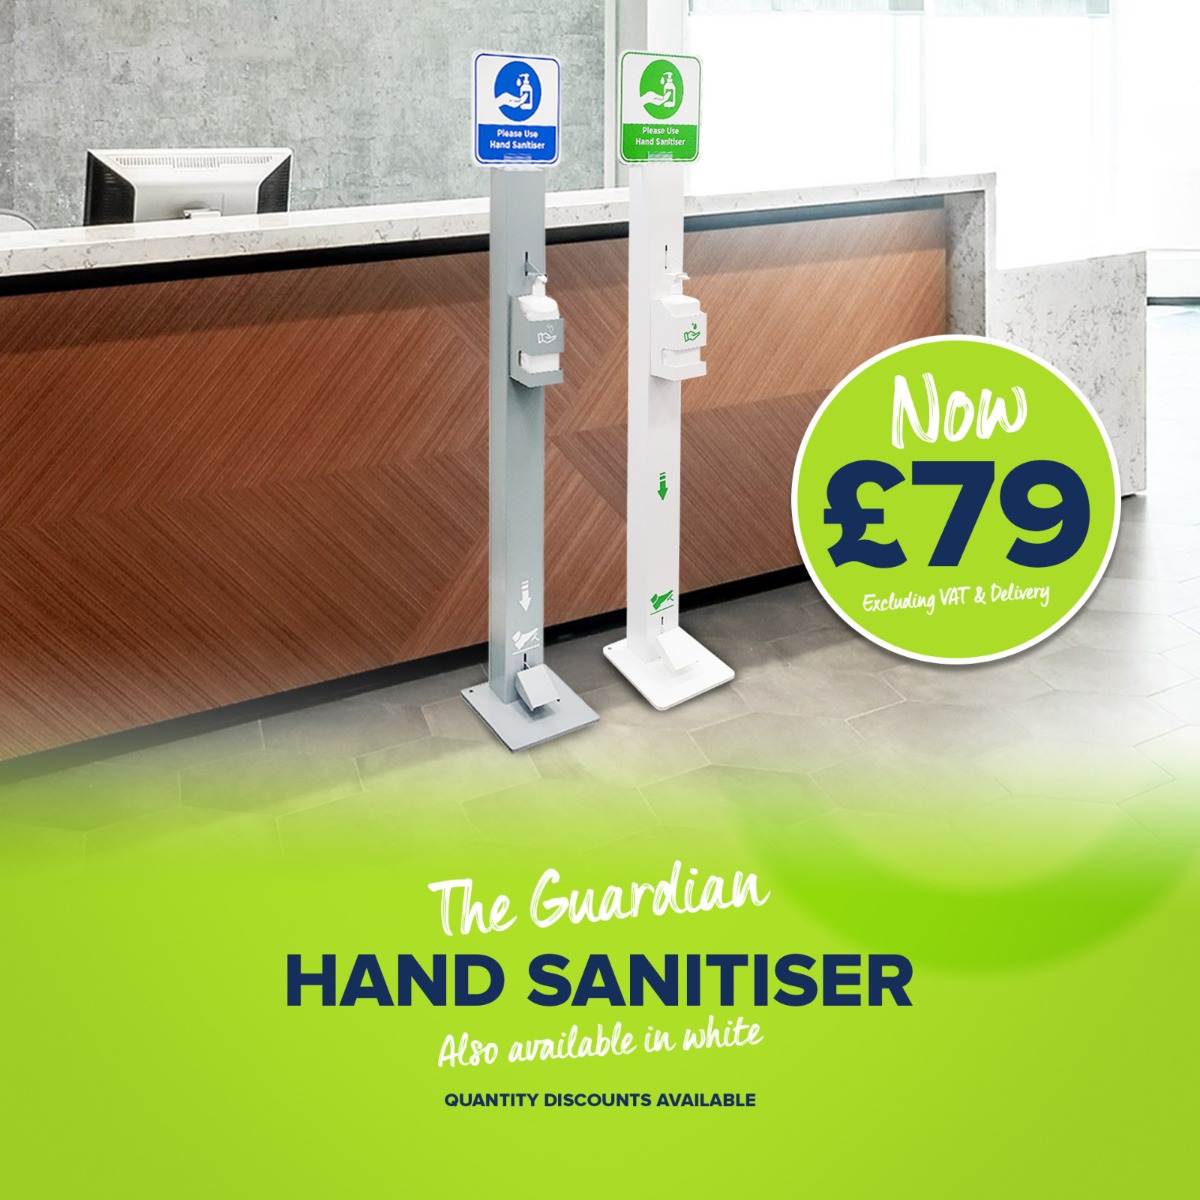 Please Use
Hand Sanitiser
Please Use
Hand Sanitiser
Now
£79
Excluding VAT & Delivery
The Guardian
HAND SANITISER
Also available in white
QUANTITY DISCOUNTS AVAILABLE